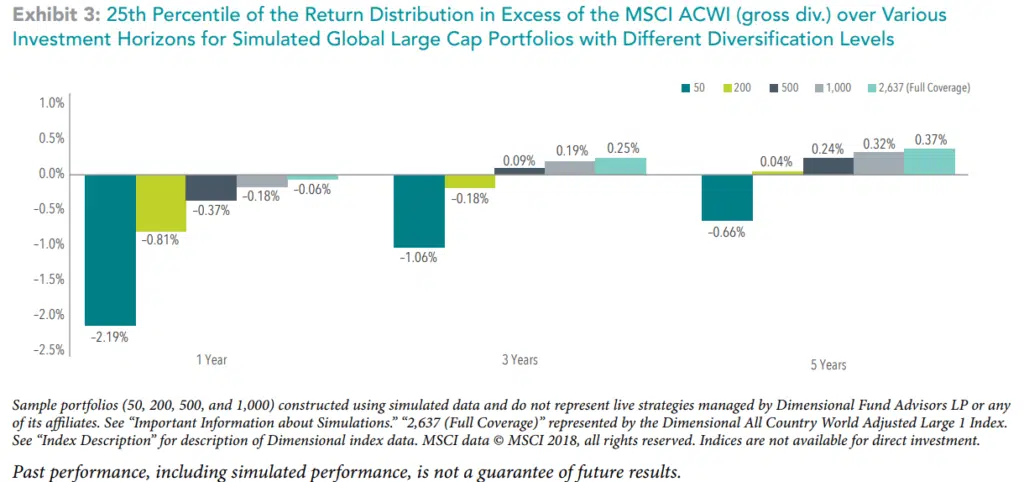 Exhibit 3: 25th Percentile of the Return Distribution in Excess of the MSCI ACWI (gross div.) over Various
Investment Horizons for Simulated Global Large Cap Portfolios with Different Diversification Levels
50 200 500 1,000 2,637 (Full Coverage)
1.0%
0.5%
0.0%
–0.5%
–1.0%
–1.5%
–2.0%
–2.5%
–2.19%
–0.81%
–0.37%
–0.18%
–0.06%
1 Year
–1.06%
–0.18%
0.09%
0.19%
0.25%
3 Years
–0.66%
0.04%
0.24%
0.32%
0.37%
5 Years
Sample portfolios (50, 200, 500, and 1,000) constructed using simulated data and do not represent live strategies managed by Dimensional Fund Advisors LP or any
of its affiliates. See “Important Information about Simulations.” “2,637 (Full Coverage)” represented by the Dimensional All Country World Adjusted Large 1 Index.
See “Index Description” for description of Dimensional index data. MSCI data © MSCI 2018, all rights reserved. Indices are not available for direct investment.
Past performance, including simulated performance, is not a guarantee of future results.